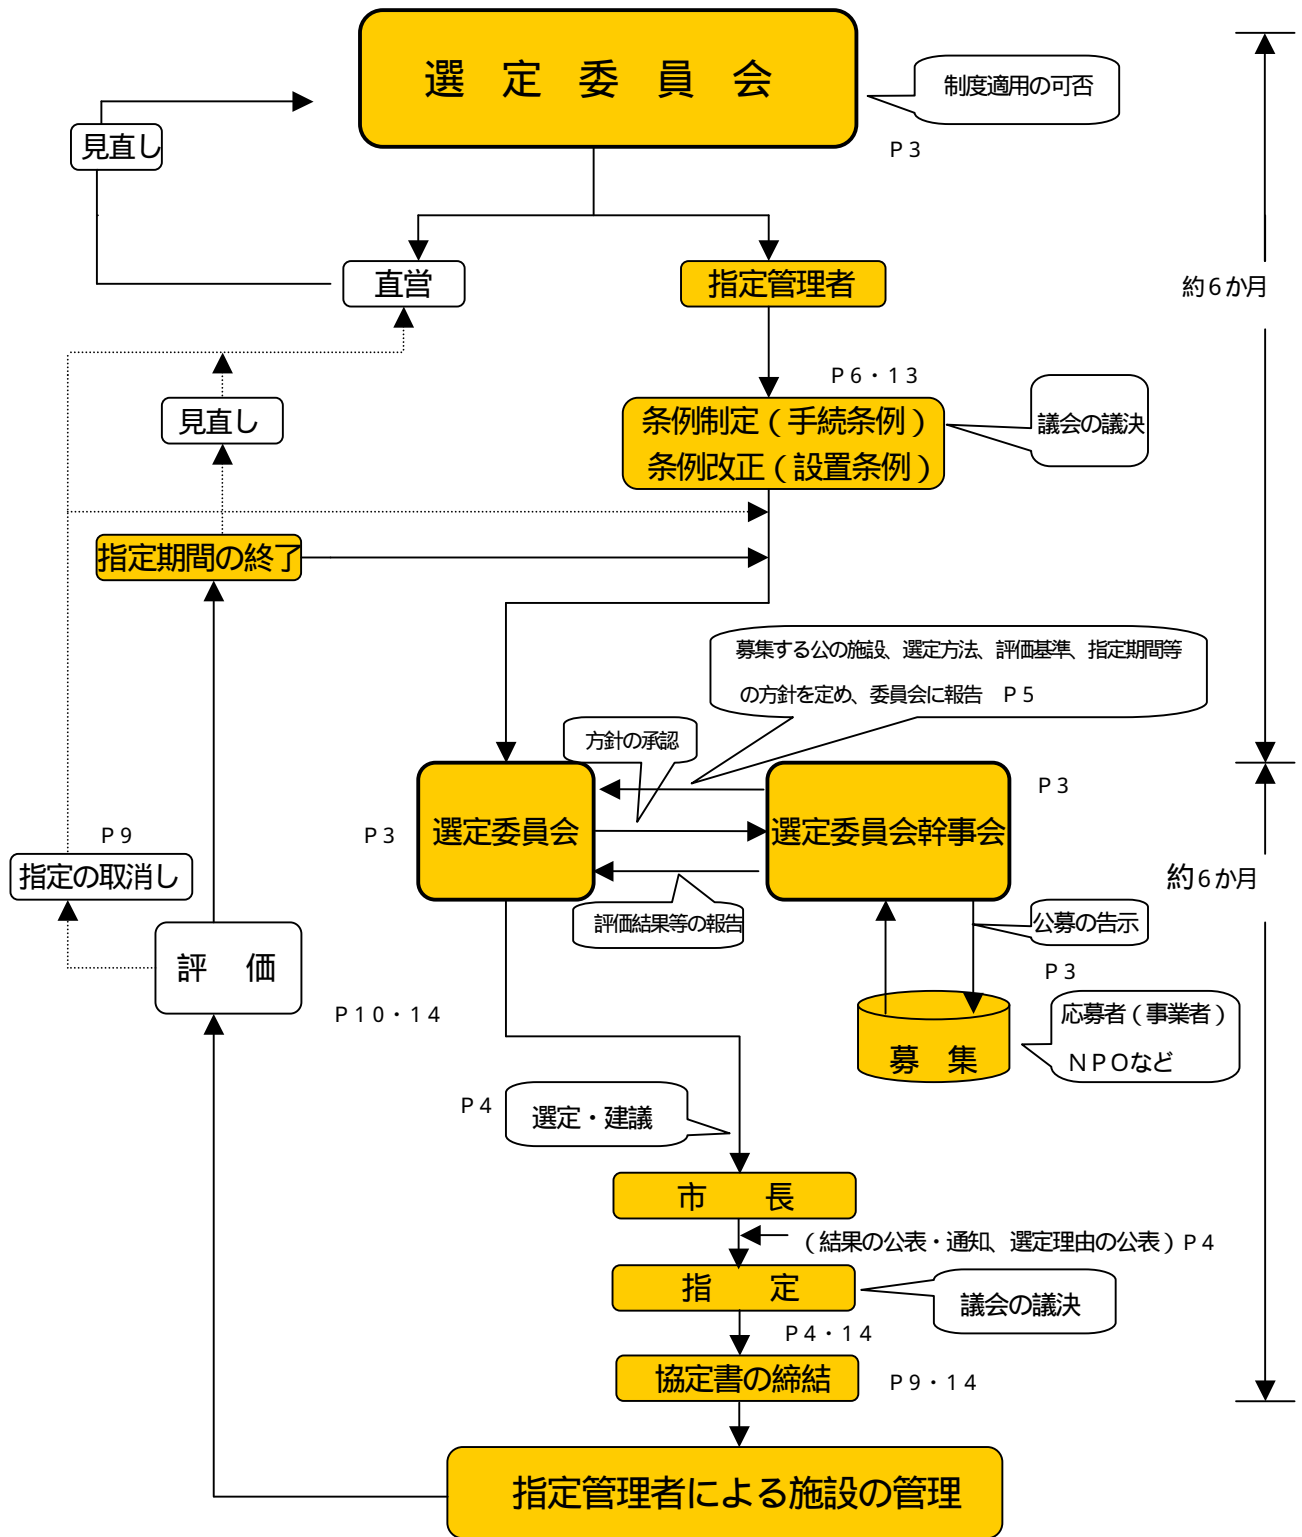 選　定　委　員　会
制度適用の可否
P3
見直し
直営
指定管理者
約6か月
P6・13
条例制定（手続条例）
条例改正（設置条例）
議会の議決
見直し
指定期間の終了
募集する公の施設、選定方法、評価基準、指定期間等
の方針を定め、委員会に報告　P5
方針の承認
P3
選定委員会
選定委員会幹事会
P3
P9
指定の取消し
約6か月
評価結果等の報告
公募の告示
評　価
P3
P10・14
応募者（事業者）
NPOなど
募　集
P4
選定・建議
市　長
（結果の公表・通知、選定理由の公表）P4
指　定
議会の議決
P4・14
協定書の締結
P9・14
指定管理者による施設の管理